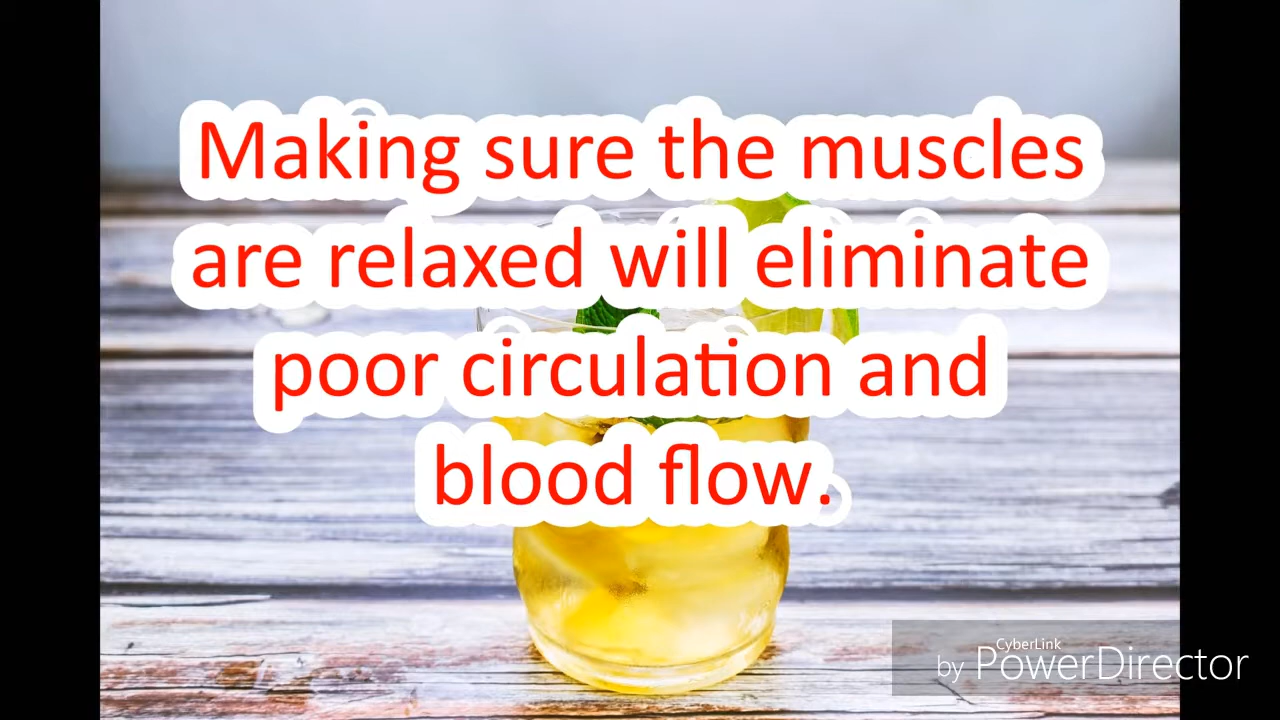 Making sure the muscles
are relaxed will eliminate
poor circulation and
blood flow.
CyberLink
by PowerDirector